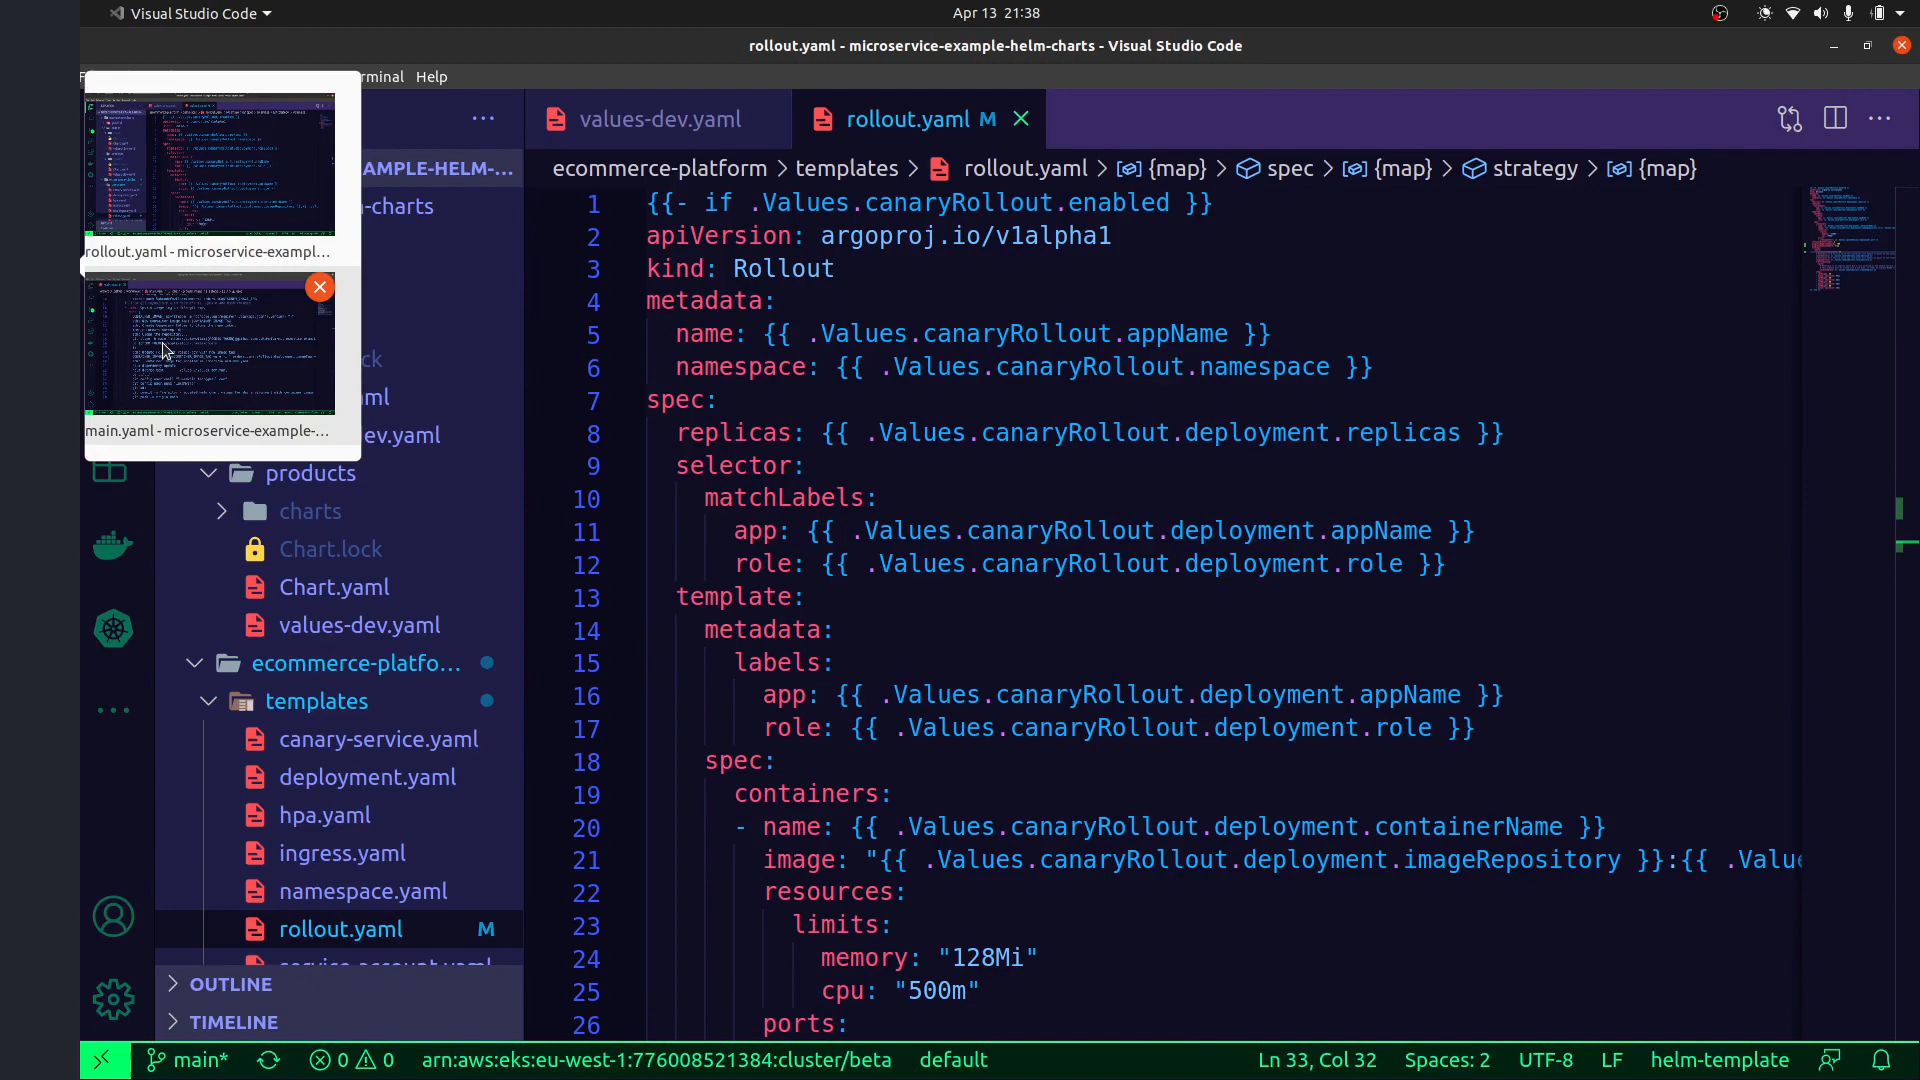 Visual Studio Code
Apr 13 21:38
rollout.yaml - microservice-example-helm-charts - Visual Studio Code
F
rminal Help
rollout.yaml - microservice-exampl...
main.yaml - microservice-example-...
AMPLE-HELM-...
-charts
ck
ml
ev.yaml
products
charts
Chart.lock
Chart.yaml
values-dev.yaml
ecommerce-platfo...
templates
canary-service.yaml
deployment.yaml
hpa.yaml
ingress.yaml
namespace.yaml
rollout.yaml M
service-account.yaml
OUTLINE
TIMELINE
values-dev.yaml
rollout.yaml M
ecommerce-platform > templates > rollout.yaml > {map} > spec > {map} > strategy > {map}
1 {{- if .Values.canaryRollout.enabled }}
2 apiVersion: argoproj.io/v1alpha1
3 kind: Rollout
4 metadata:
5 name: {{ .Values.canaryRollout.appName }}
6 namespace: {{ .Values.canaryRollout.namespace }}
7 spec:
8 replicas: {{ .Values.canaryRollout.deployment.replicas }}
9 selector:
10 matchLabels:
11 app: {{ .Values.canaryRollout.deployment.appName }}
12 role: {{ .Values.canaryRollout.deployment.role }}
13 template:
14 metadata:
15 labels:
16 app: {{ .Values.canaryRollout.deployment.appName }}
17 role: {{ .Values.canaryRollout.deployment.role }}
18 spec:
19 containers:
20 - name: {{ .Values.canaryRollout.deployment.containerName }}
21 image: "{{ .Values.canaryRollout.deployment.imageRepository }}:{{ .Value
22 resources:
23 limits:
24 memory: "128Mi"
25 cpu: "500m"
26 ports:
main* 0 0 arn:aws:eks:eu-west-1:776008521384:cluster/beta default Ln 33, Col 32 Spaces: 2 UTF-8 LF helm-template